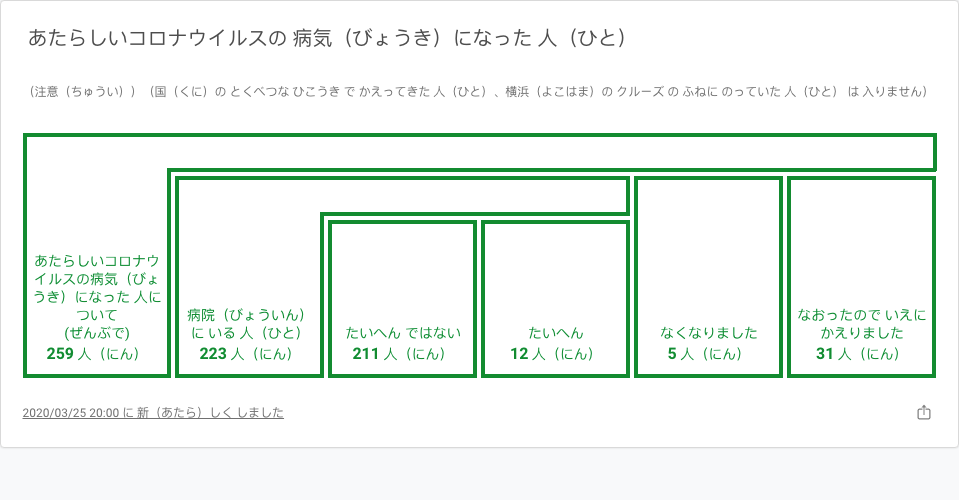 あたらしいコロナウイルスの 病気（びょうき）になった 人（ひと）
（注意（ちゅうい））（国（くに）の とくべつな ひこうき で かえってきた 人（ひと）、横浜（よこはま）の クルーズ の ふねに のっていた 人（ひと） は 入りません）
あたらしいコロナウ
イルスの病気（びょ
うき）になった 人に
ついて
(ぜんぶで)
259 人（にん）
病院（びょういん）
に いる 人（ひと）
223 人（にん）
たいへん ではない
211 人（にん）
たいへん
12 人（にん）
なくなりました
5 人（にん）
なおったので いえに
かえりました
31 人（にん）
2020/03/25 20:00 に 新（あたら）しく しました